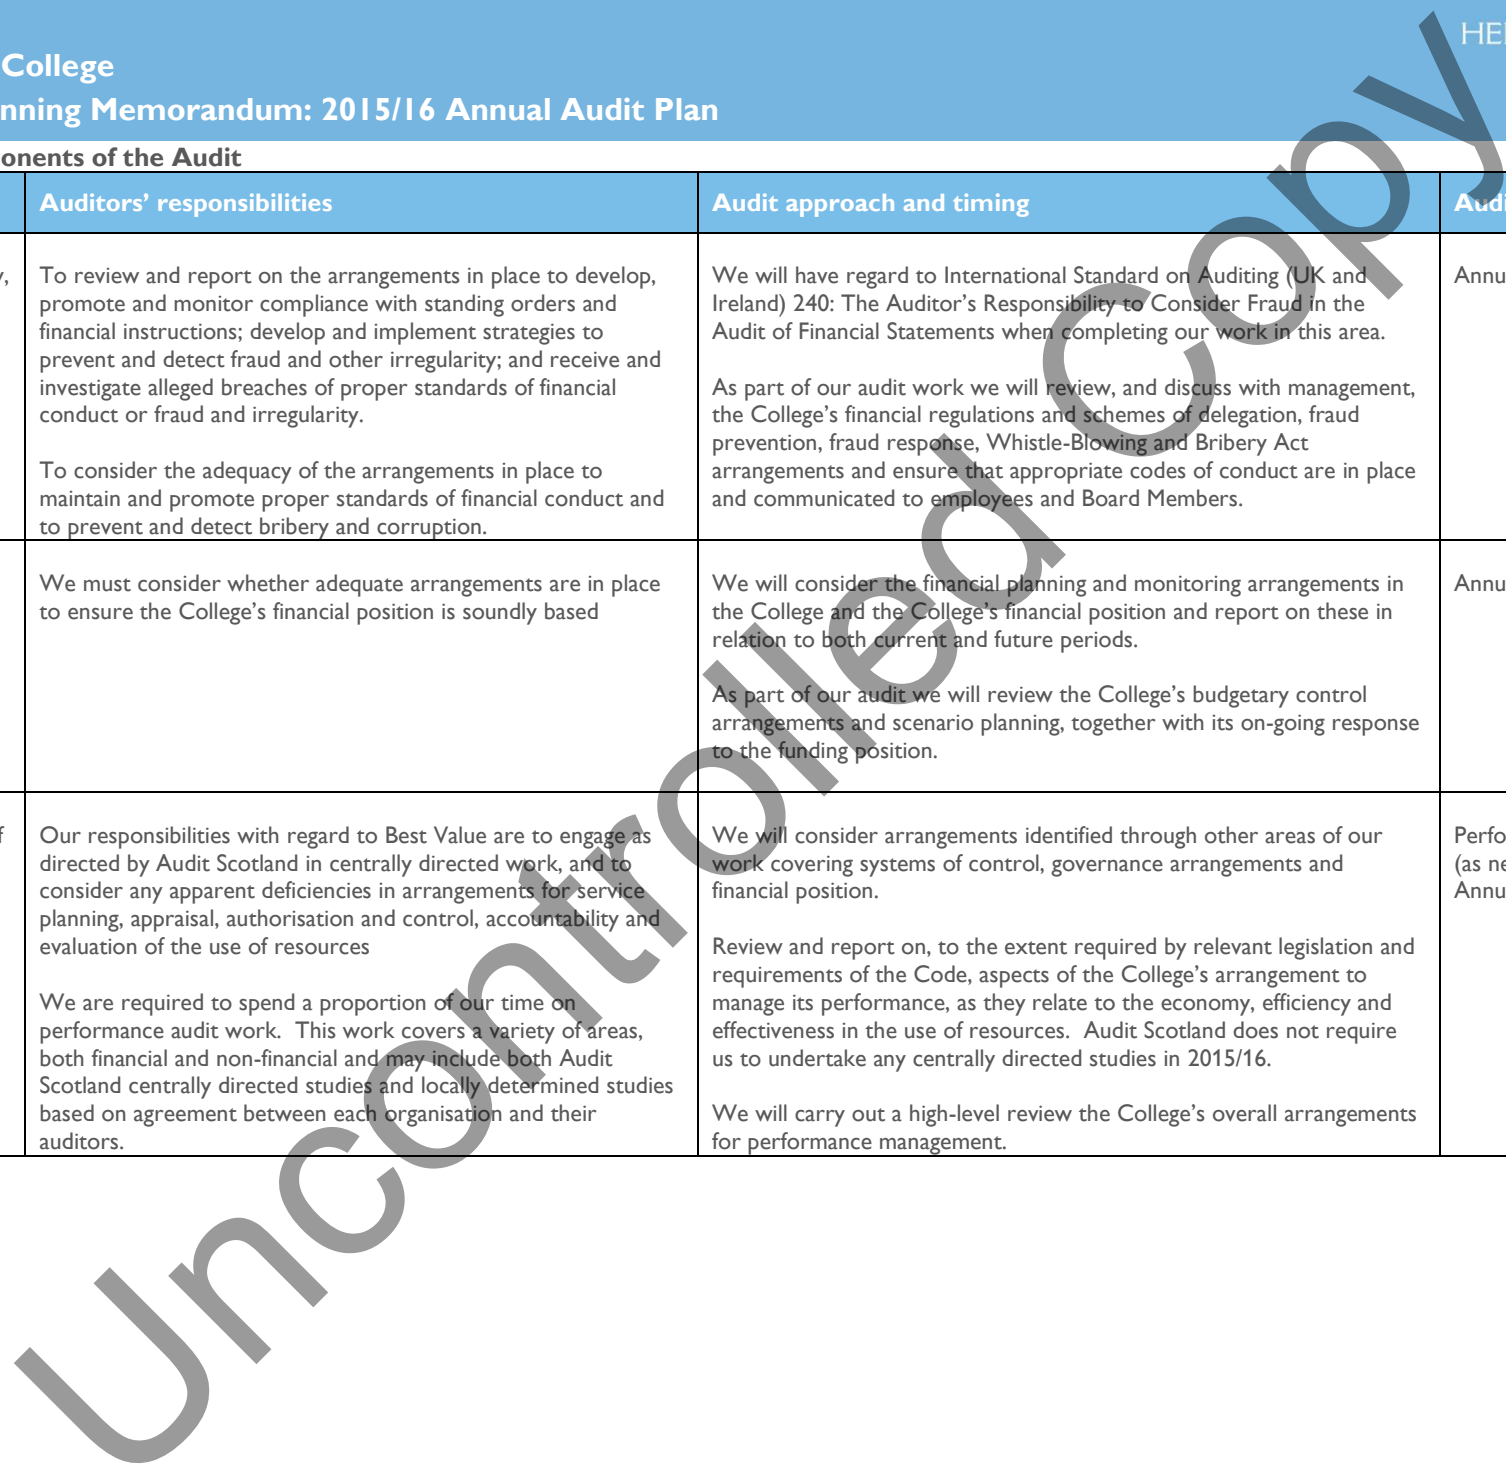 HE
College
nning Memorandum: 2015/16 Annual Audit Plan
onents of the Audit
Auditors’ responsibilities
Audit approach and timing
Audi
y,
To review and report on the arrangements in place to develop,
promote and monitor compliance with standing orders and
financial instructions; develop and implement strategies to
prevent and detect fraud and other irregularity; and receive and
investigate alleged breaches of proper standards of financial
conduct or fraud and irregularity.
To consider the adequacy of the arrangements in place to
maintain and promote proper standards of financial conduct and
to prevent and detect bribery and corruption.
We will have regard to International Standard on Auditing (UK and
Ireland) 240: The Auditor’s Responsibility to Consider Fraud in the
Audit of Financial Statements when completing our work in this area.
As part of our audit work we will review, and discuss with management,
the College’s financial regulations and schemes of delegation, fraud
prevention, fraud response, Whistle-Blowing and Bribery Act
arrangements and ensure that appropriate codes of conduct are in place
and communicated to employees and Board Members.
Annu
We must consider whether adequate arrangements are in place
to ensure the College’s financial position is soundly based
We will consider the financial planning and monitoring arrangements in
the College and the College’s financial position and report on these in
relation to both current and future periods.
As part of our audit we will review the College’s budgetary control
arrangements and scenario planning, together with its on-going response
to the funding position.
Annu
f
Our responsibilities with regard to Best Value are to engage as
directed by Audit Scotland in centrally directed work, and to
consider any apparent deficiencies in arrangements for service
planning, appraisal, authorisation and control, accountability and
evaluation of the use of resources
We are required to spend a proportion of our time on
performance audit work.  This work covers a variety of areas,
both financial and non-financial and may include both Audit
Scotland centrally directed studies and locally determined studies
based on agreement between each organisation and their
auditors.
We will consider arrangements identified through other areas of our
work covering systems of control, governance arrangements and
financial position.
Review and report on, to the extent required by relevant legislation and
requirements of the Code, aspects of the College’s arrangement to
manage its performance, as they relate to the economy, efficiency and
effectiveness in the use of resources.  Audit Scotland does not require
us to undertake any centrally directed studies in 2015/16.
We will carry out a high-level review the College’s overall arrangements
for performance management.
Perfo
(as ne
Annu
Uncontrolled Copy